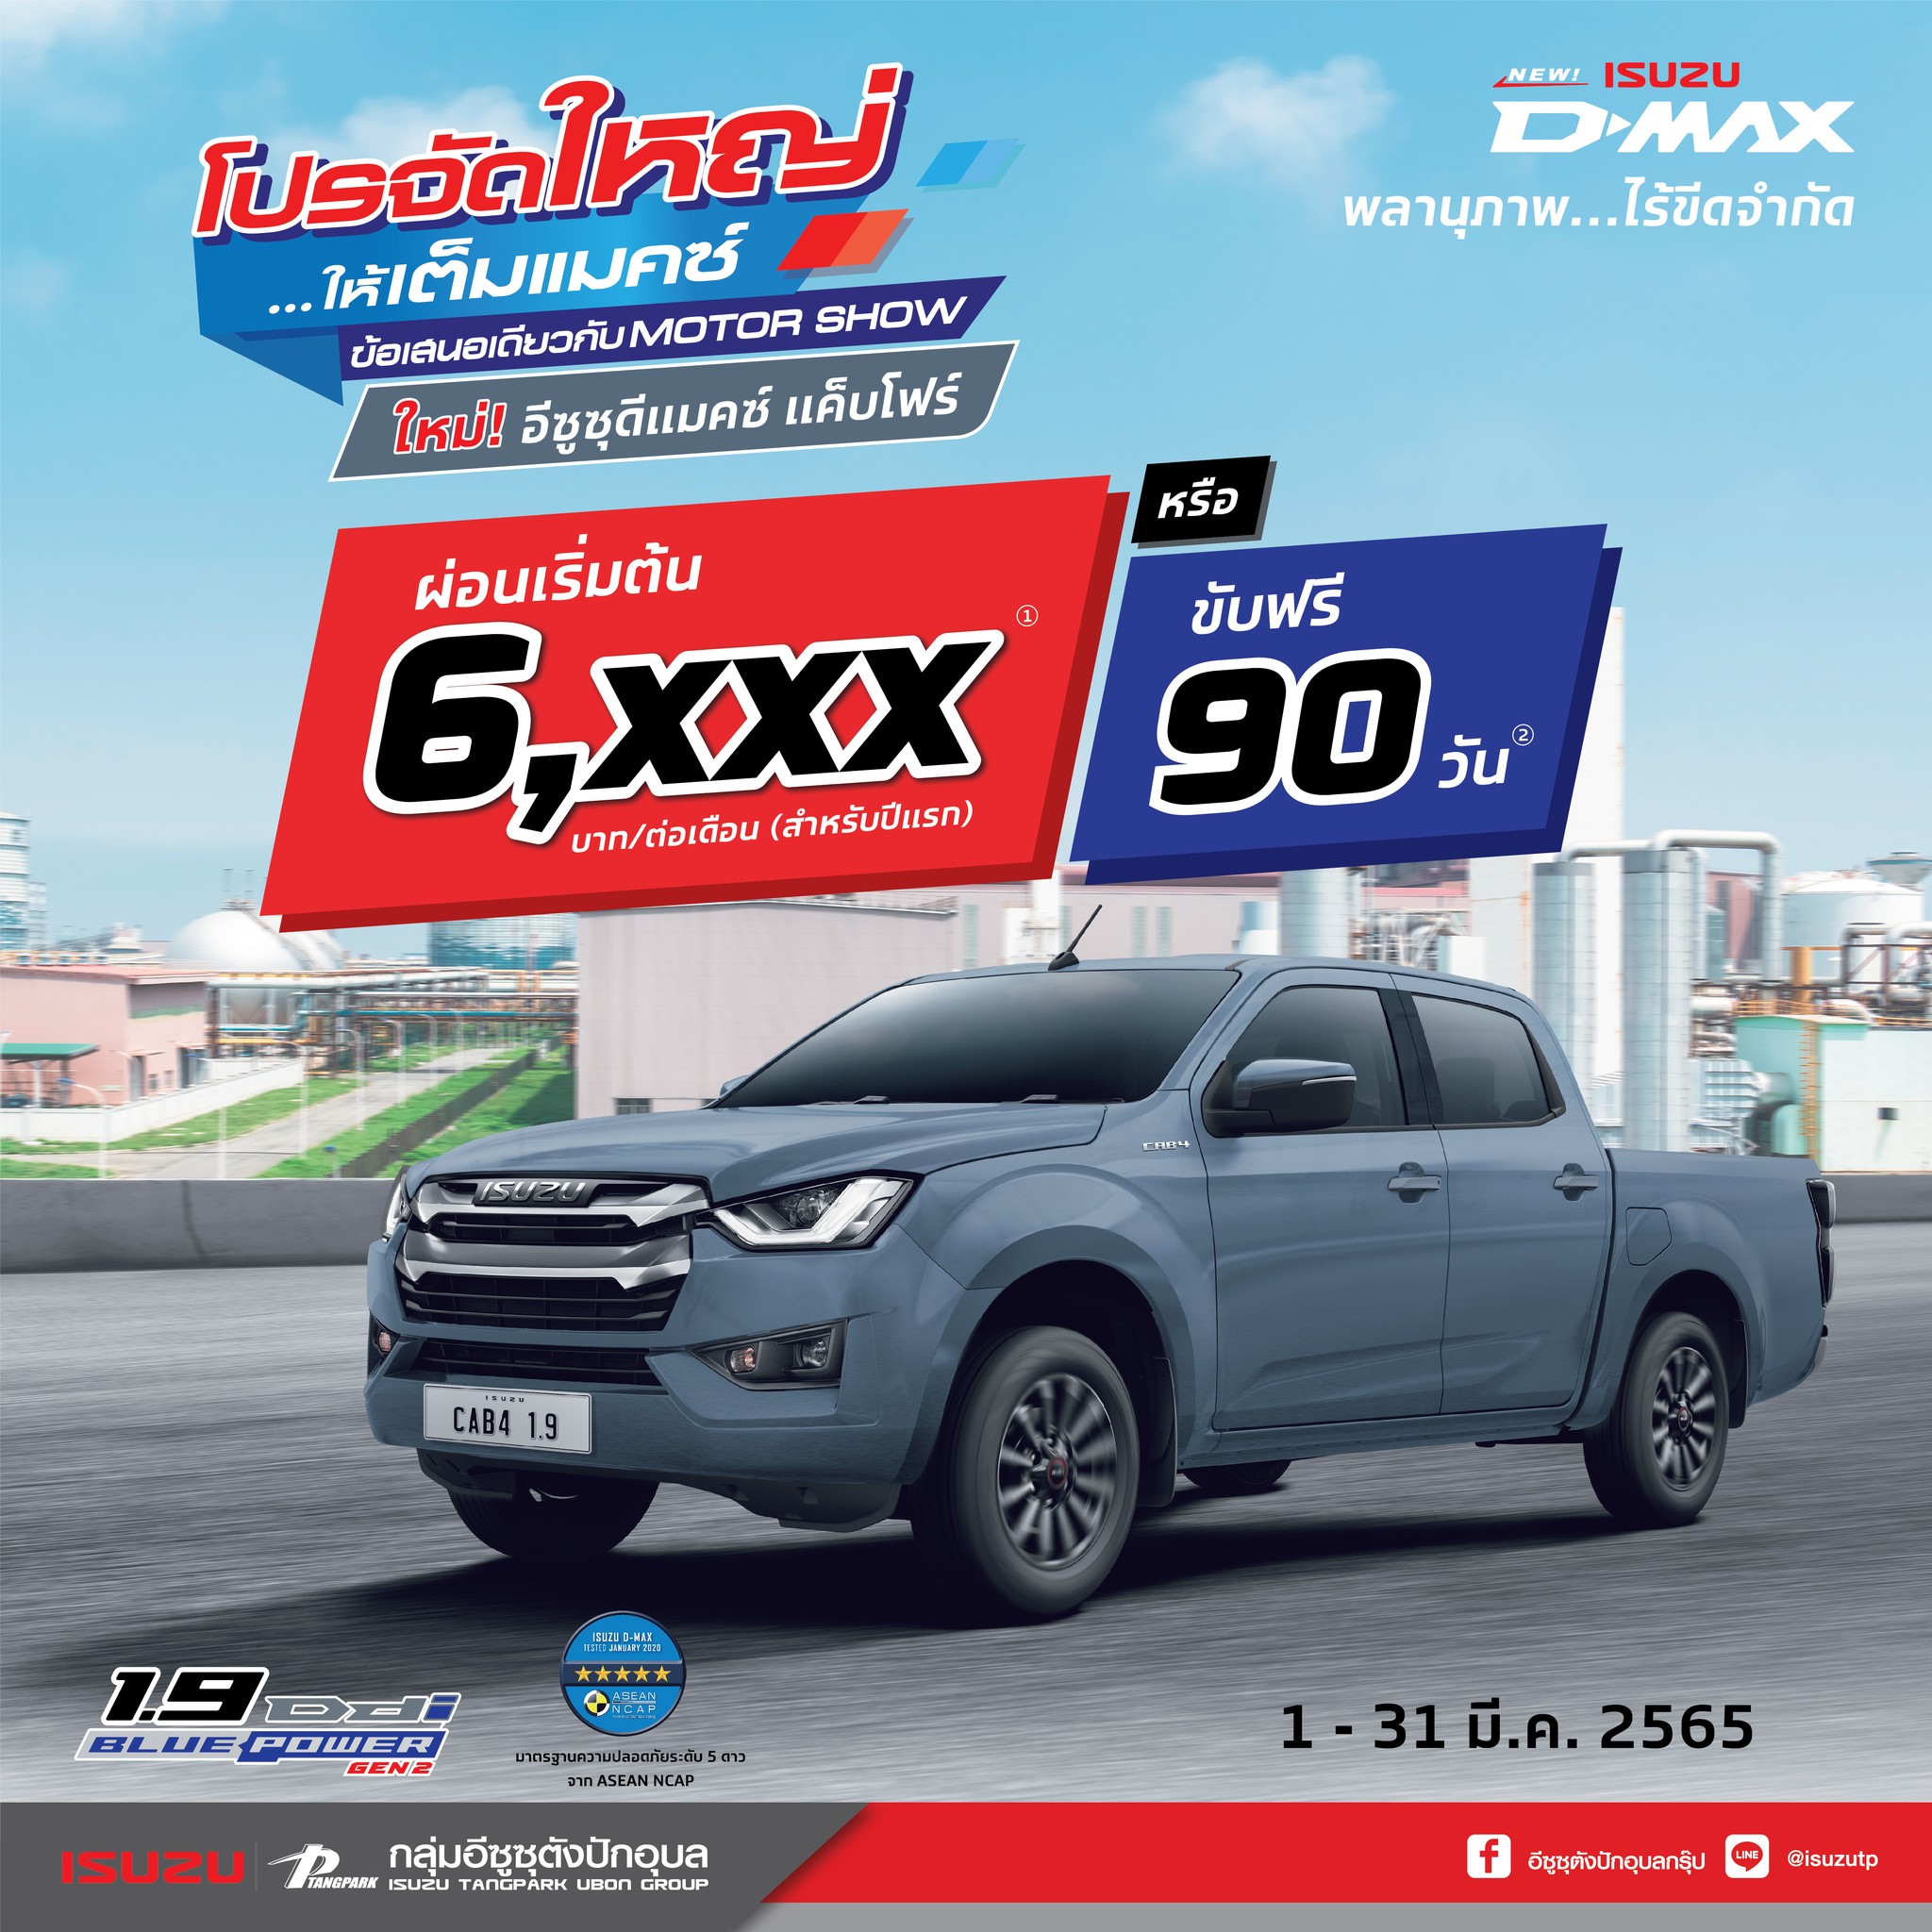 โปรจัดใหญ่
...ให้เต็มแมคซ์
ข้อเสนอเดียวกับ MOTOR SHOW
ใหม่! อีซูซุดีแมคซ์ แค็บโฟร์
NEW! ISUZU
D-MAX
พลานุภาพ...ไร้ขีดจำกัด
ผ่อนเริ่มต้น
6,xxx ①
บาท/ต่อเดือน (สำหรับปีแรก)
หรือ
ขับฟรี
90 วัน ②
CAB4
ISUZU
ISUZU
CAB4 1.9
1.9 Ddi
BLUE POWER
GEN 2
ISUZU D-MAX
TESTED JANUARY 2020
ASEAN
NCAP
มาตรฐานความปลอดภัยระดับ 5 ดาว
จาก ASEAN NCAP
1 - 31 มี.ค. 2565
ISUZU
TANGPARK
กลุ่มอีซูซุตังปักอุบล
ISUZU TANGPARK UBON GROUP
อีซูซุตังปักอุบลกรุ๊ป
LINE
@isuzutp